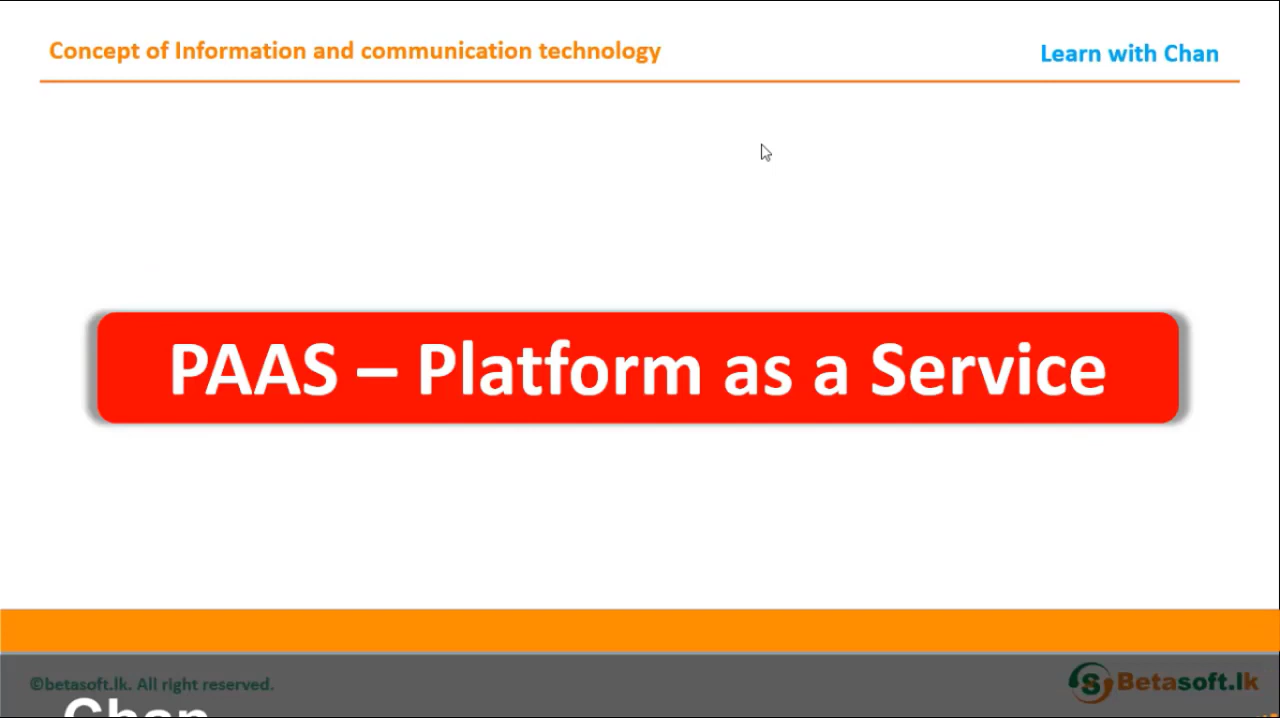 Concept of Information and communication technology
Learn with Chan
PAAS – Platform as a Service
©betasoft.lk. All right reserved.
Betasoft.lk
Chan